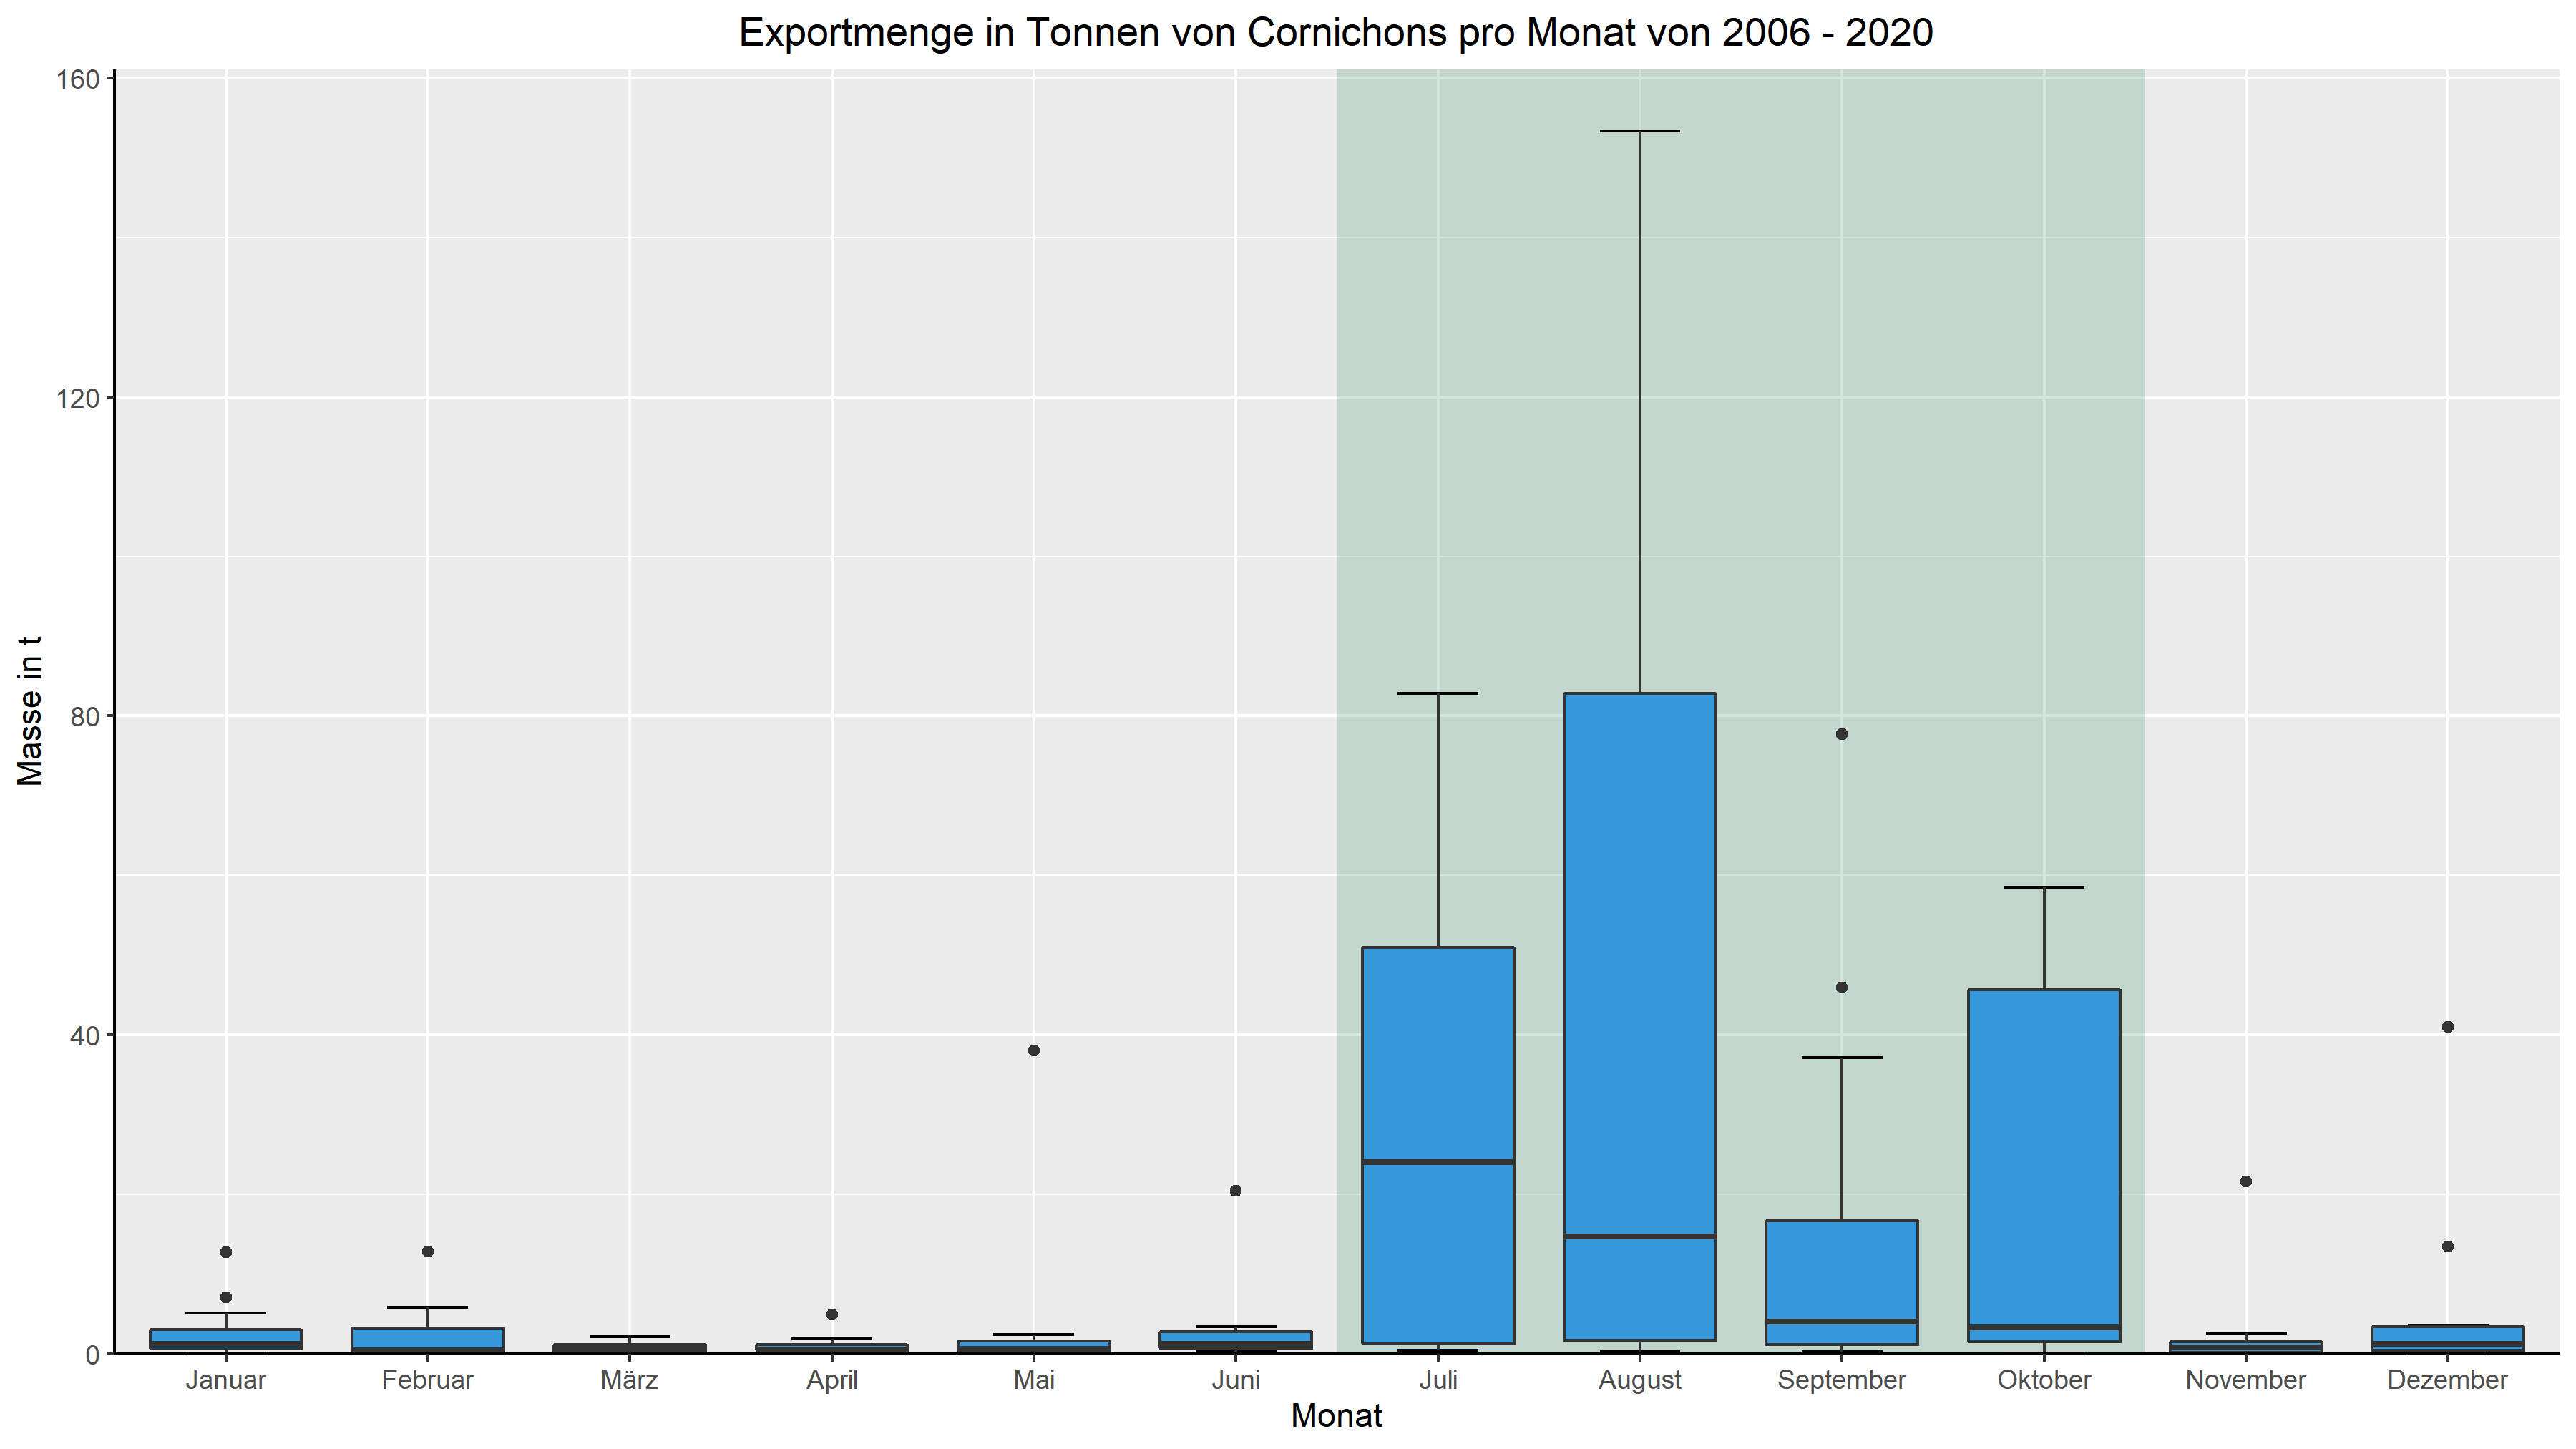 Exportmenge in Tonnen von Cornichons pro Monat von 2006 - 2020
Masse in t
160
120
80
40
0
Januar Februar März April Mai Juni Juli August September Oktober November Dezember
Monat